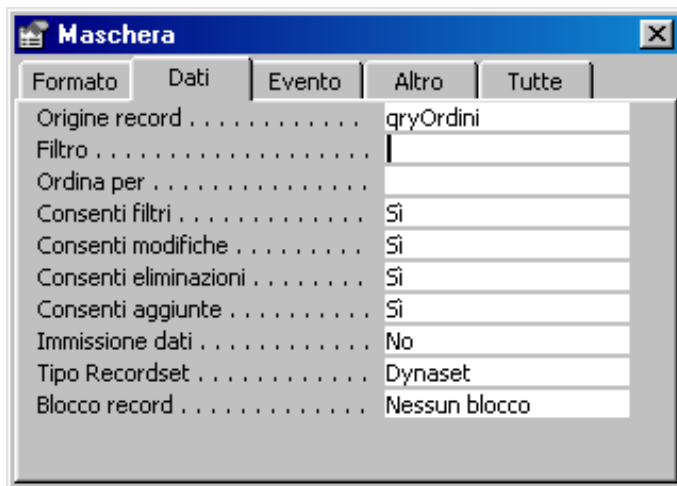 Maschera
Formato Dati Evento Altro Tutte
Origine record . . . . . . . . . . . . qryOrdini
Filtro . . . . . . . . . . . . . . . . . .
Ordina per . . . . . . . . . . . . . . .
Consenti filtri . . . . . . . . . . . . . Sì
Consenti modifiche . . . . . . . . . Sì
Consenti eliminazioni . . . . . . . . Sì
Consenti aggiunte . . . . . . . . . . Sì
Immissione dati . . . . . . . . . . . . No
Tipo Recordset . . . . . . . . . . . . Dynaset
Blocco record . . . . . . . . . . . . . Nessun blocco